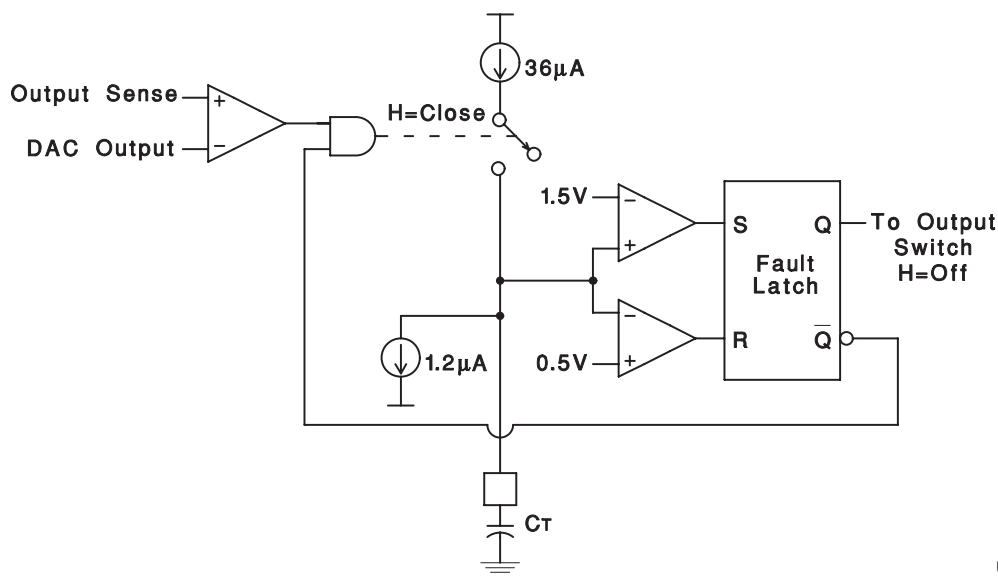 Output Sense
+
36μA
H=Close
DAC Output
−
1.5V
−
+
S
Q
To Output
Switch
H=Off
Fault
Latch
−
1.2μA
0.5V
+
R
Q̅
CT